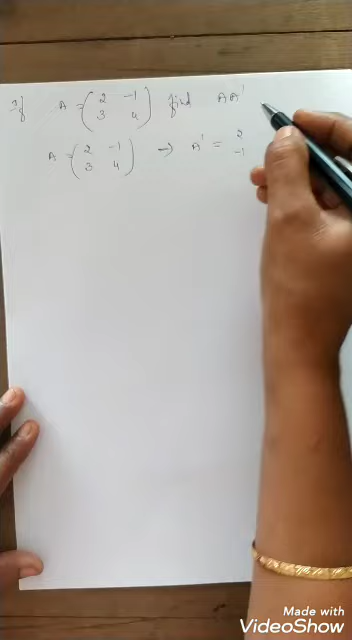 If A = ( 2 -1 ) find AA'
3 4
A = ( 2 -1 ) → A' = 2
3 4 -1
Made with
VideoShow